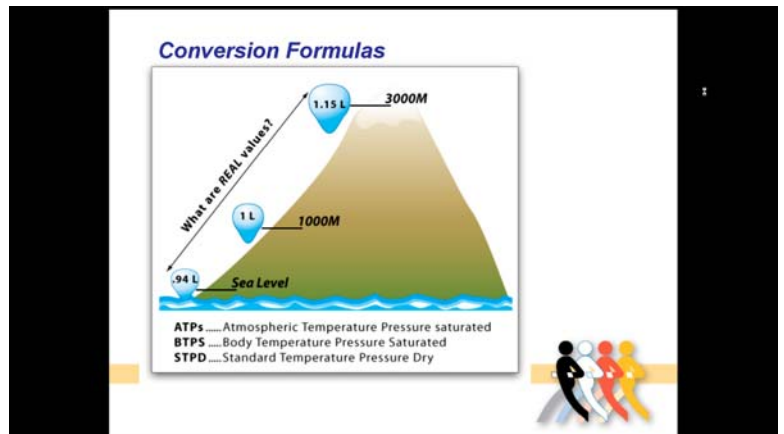 Conversion Formulas
1.15 L
3000M
What are REAL values?
1 L
1000M
.94 L
Sea Level
ATPs ...... Atmospheric Temperature Pressure saturated
BTPS ..... Body Temperature Pressure Saturated
STPD ..... Standard Temperature Pressure Dry